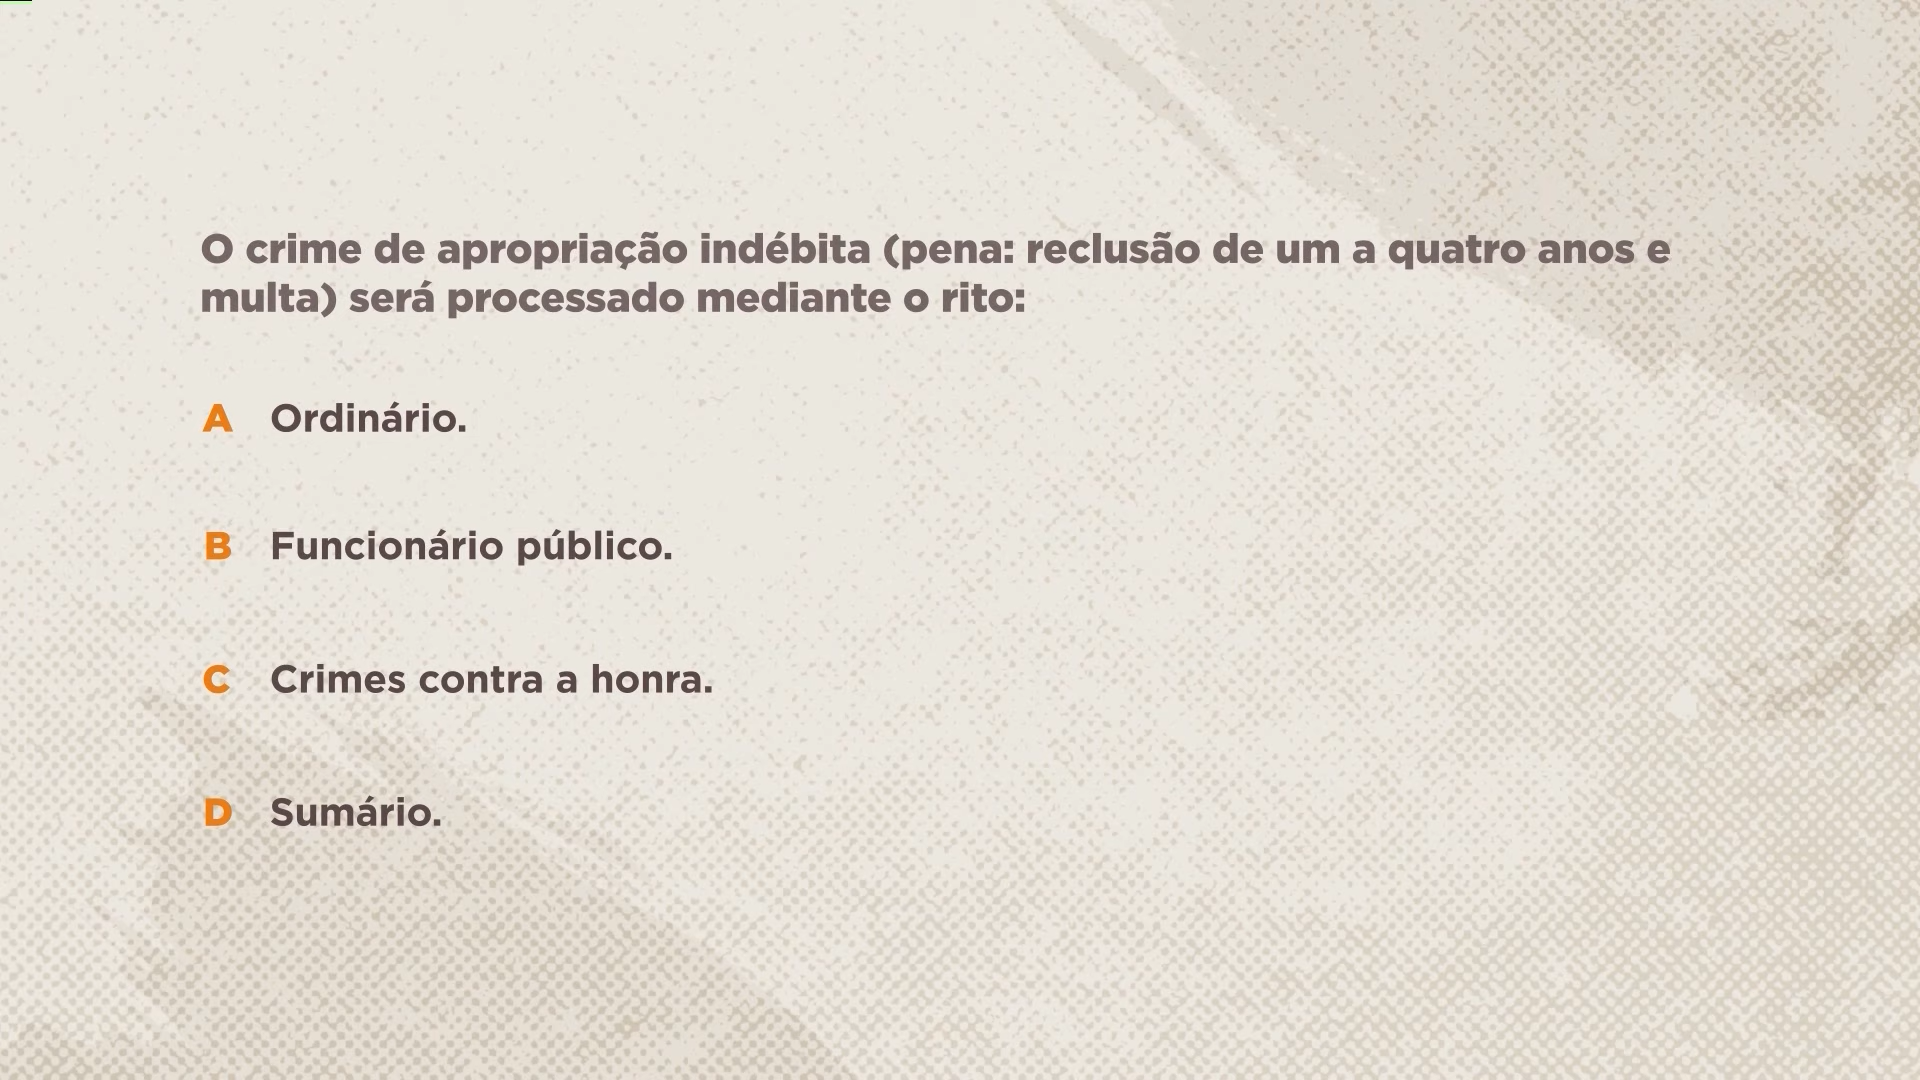 O crime de apropriação indébita (pena: reclusão de um a quatro anos e
multa) será processado mediante o rito:
A Ordinário.
B Funcionário público.
C Crimes contra a honra.
D Sumário.